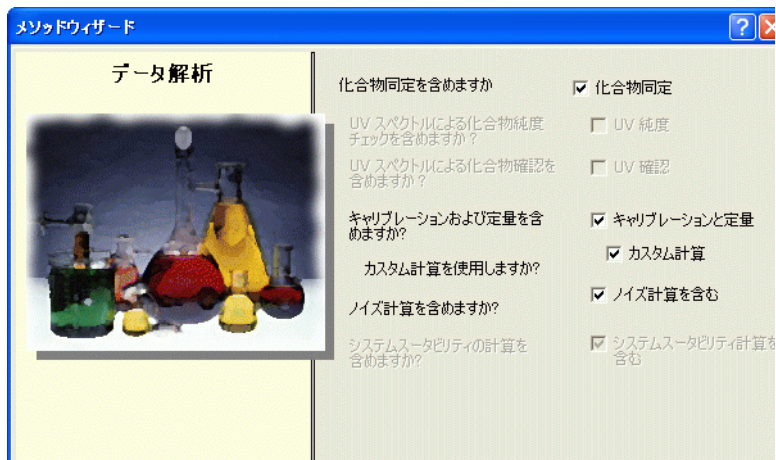 メソッドウィザード
データ解析
化合物同定を含めますか
化合物同定
UV スペクトルによる化合物純度
チェックを含めますか？
UV 純度
UV スペクトルによる化合物確認を
含めますか？
UV 確認
キャリブレーションおよび定量を含
めますか?
キャリブレーションと定量
カスタム計算を使用しますか?
カスタム計算
ノイズ計算を含めますか?
ノイズ計算を含む
システムスータビリティの計算を
含めますか?
システムスータビリティ計算を
含む